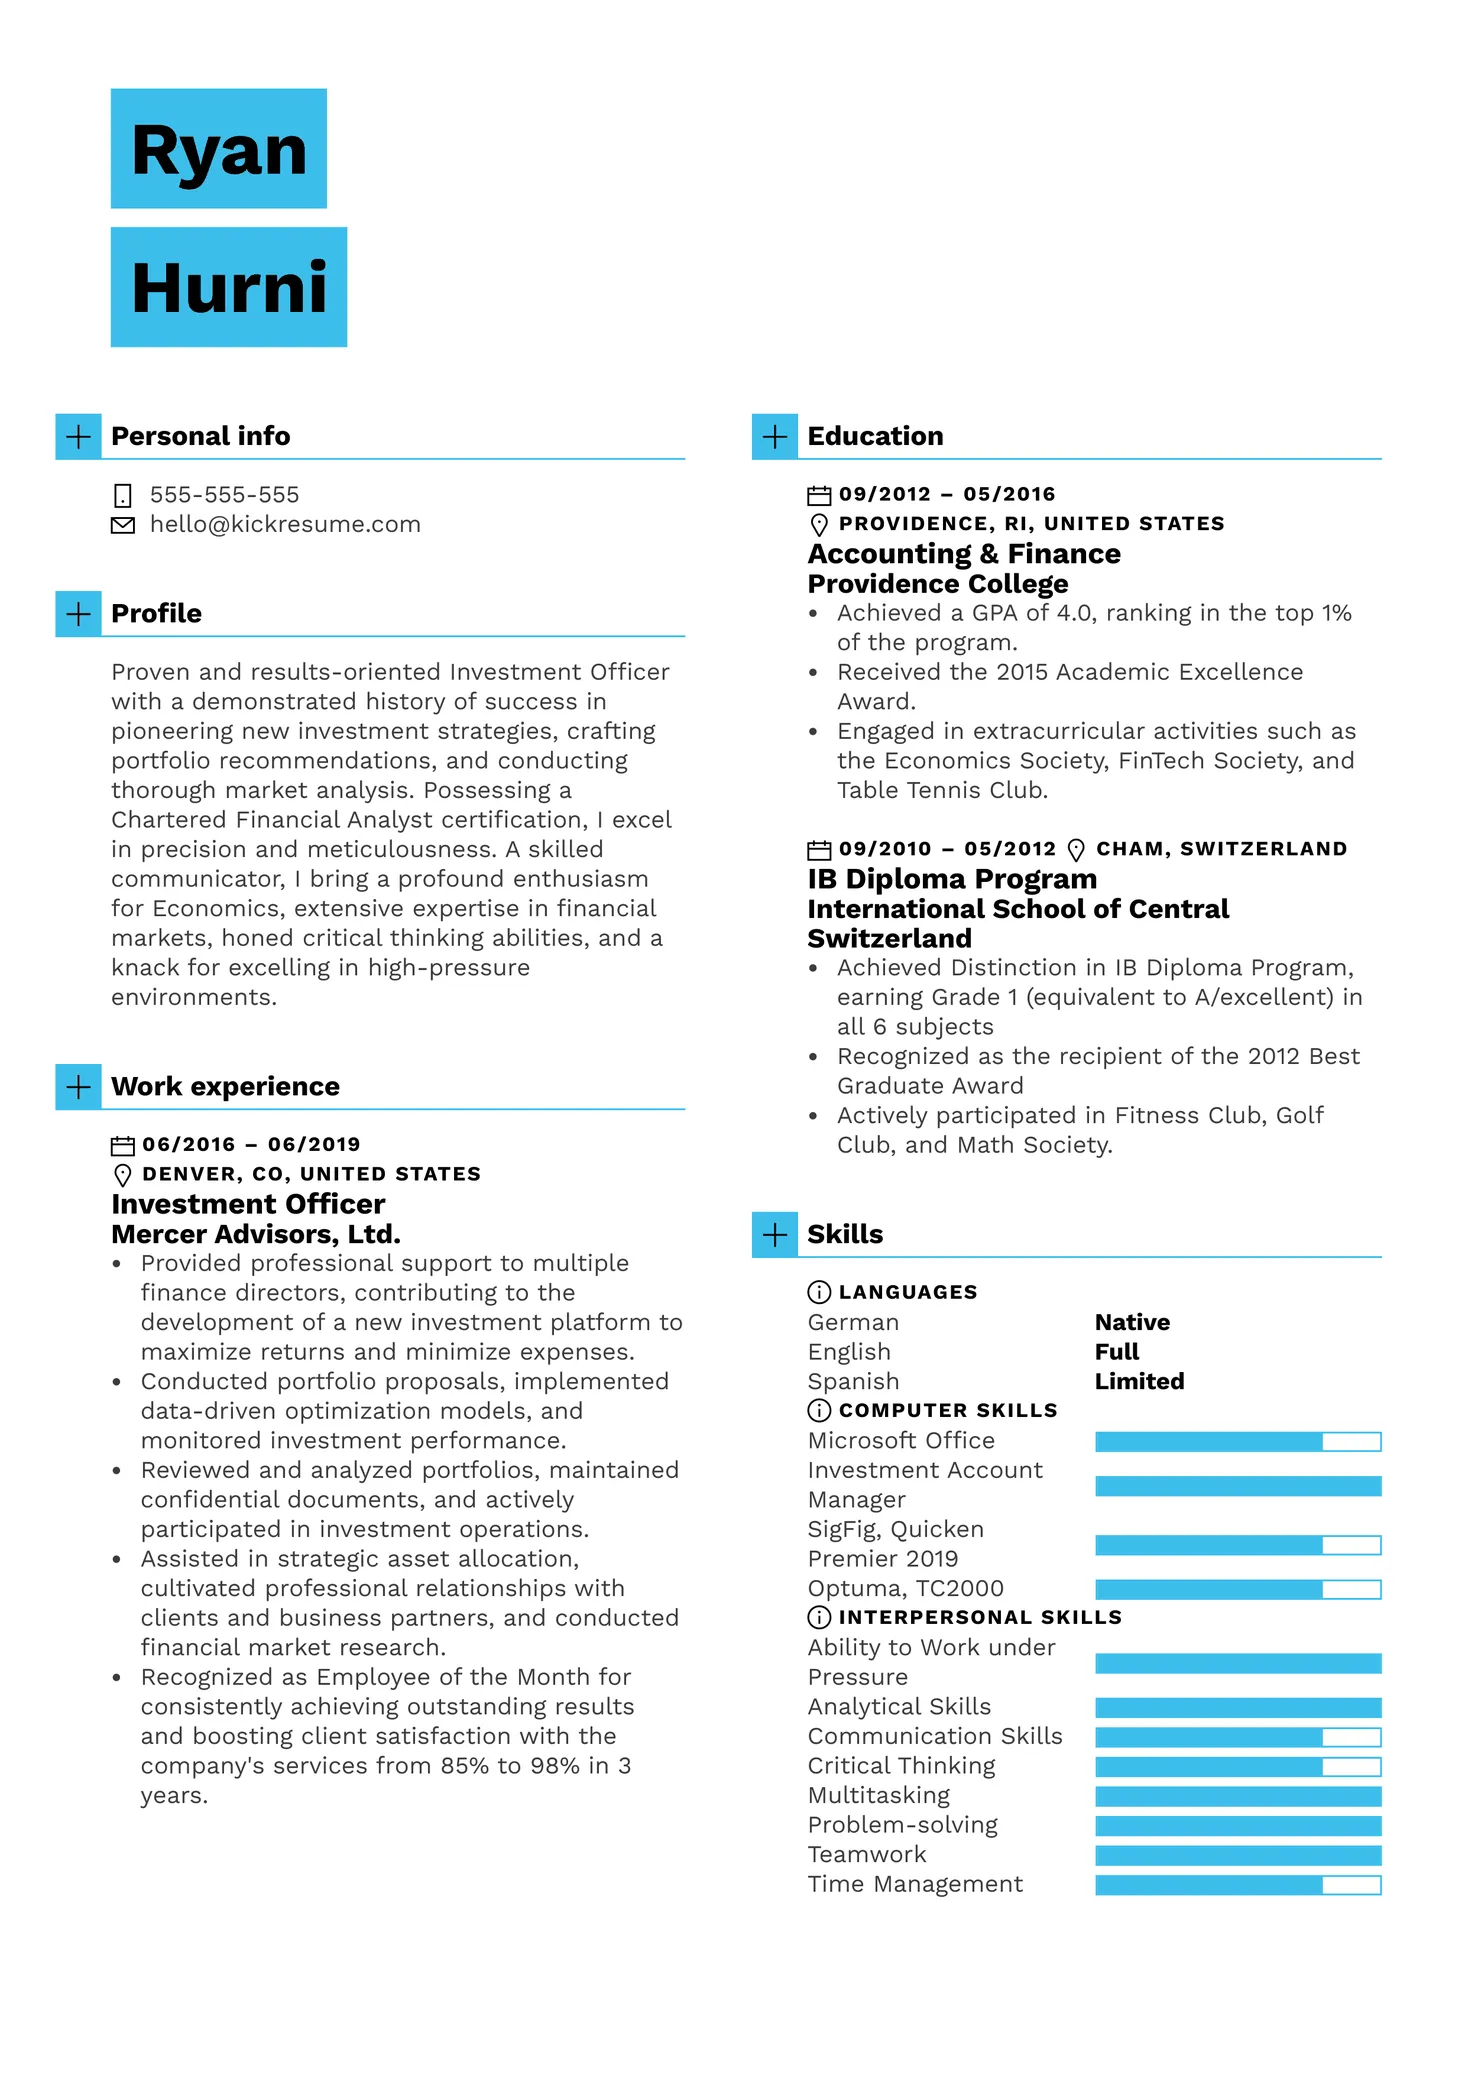 Ryan
Hurni
Personal info
555-555-555
hello@kickresume.com
Profile
Proven and results-oriented Investment Officer
with a demonstrated history of success in
pioneering new investment strategies, crafting
portfolio recommendations, and conducting
thorough market analysis. Possessing a
Chartered Financial Analyst certification, I excel
in precision and meticulousness. A skilled
communicator, I bring a profound enthusiasm
for Economics, extensive expertise in financial
markets, honed critical thinking abilities, and a
knack for excelling in high-pressure
environments.
Work experience
06/2016 – 06/2019
DENVER, CO, UNITED STATES
Investment Officer
Mercer Advisors, Ltd.
• Provided professional support to multiple
finance directors, contributing to the
development of a new investment platform to
maximize returns and minimize expenses.
• Conducted portfolio proposals, implemented
data-driven optimization models, and
monitored investment performance.
• Reviewed and analyzed portfolios, maintained
confidential documents, and actively
participated in investment operations.
• Assisted in strategic asset allocation,
cultivated professional relationships with
clients and business partners, and conducted
financial market research.
• Recognized as Employee of the Month for
consistently achieving outstanding results
and boosting client satisfaction with the
company's services from 85% to 98% in 3
years.
Education
09/2012 – 05/2016
PROVIDENCE, RI, UNITED STATES
Accounting & Finance
Providence College
• Achieved a GPA of 4.0, ranking in the top 1%
of the program.
• Received the 2015 Academic Excellence
Award.
• Engaged in extracurricular activities such as
the Economics Society, FinTech Society, and
Table Tennis Club.
09/2010 – 05/2012 CHAM, SWITZERLAND
IB Diploma Program
International School of Central
Switzerland
• Achieved Distinction in IB Diploma Program,
earning Grade 1 (equivalent to A/excellent) in
all 6 subjects
• Recognized as the recipient of the 2012 Best
Graduate Award
• Actively participated in Fitness Club, Golf
Club, and Math Society.
Skills
LANGUAGES
German Native
English Full
Spanish Limited
COMPUTER SKILLS
Microsoft Office
Investment Account
Manager
SigFig, Quicken
Premier 2019
Optuma, TC2000
INTERPERSONAL SKILLS
Ability to Work under
Pressure
Analytical Skills
Communication Skills
Critical Thinking
Multitasking
Problem-solving
Teamwork
Time Management